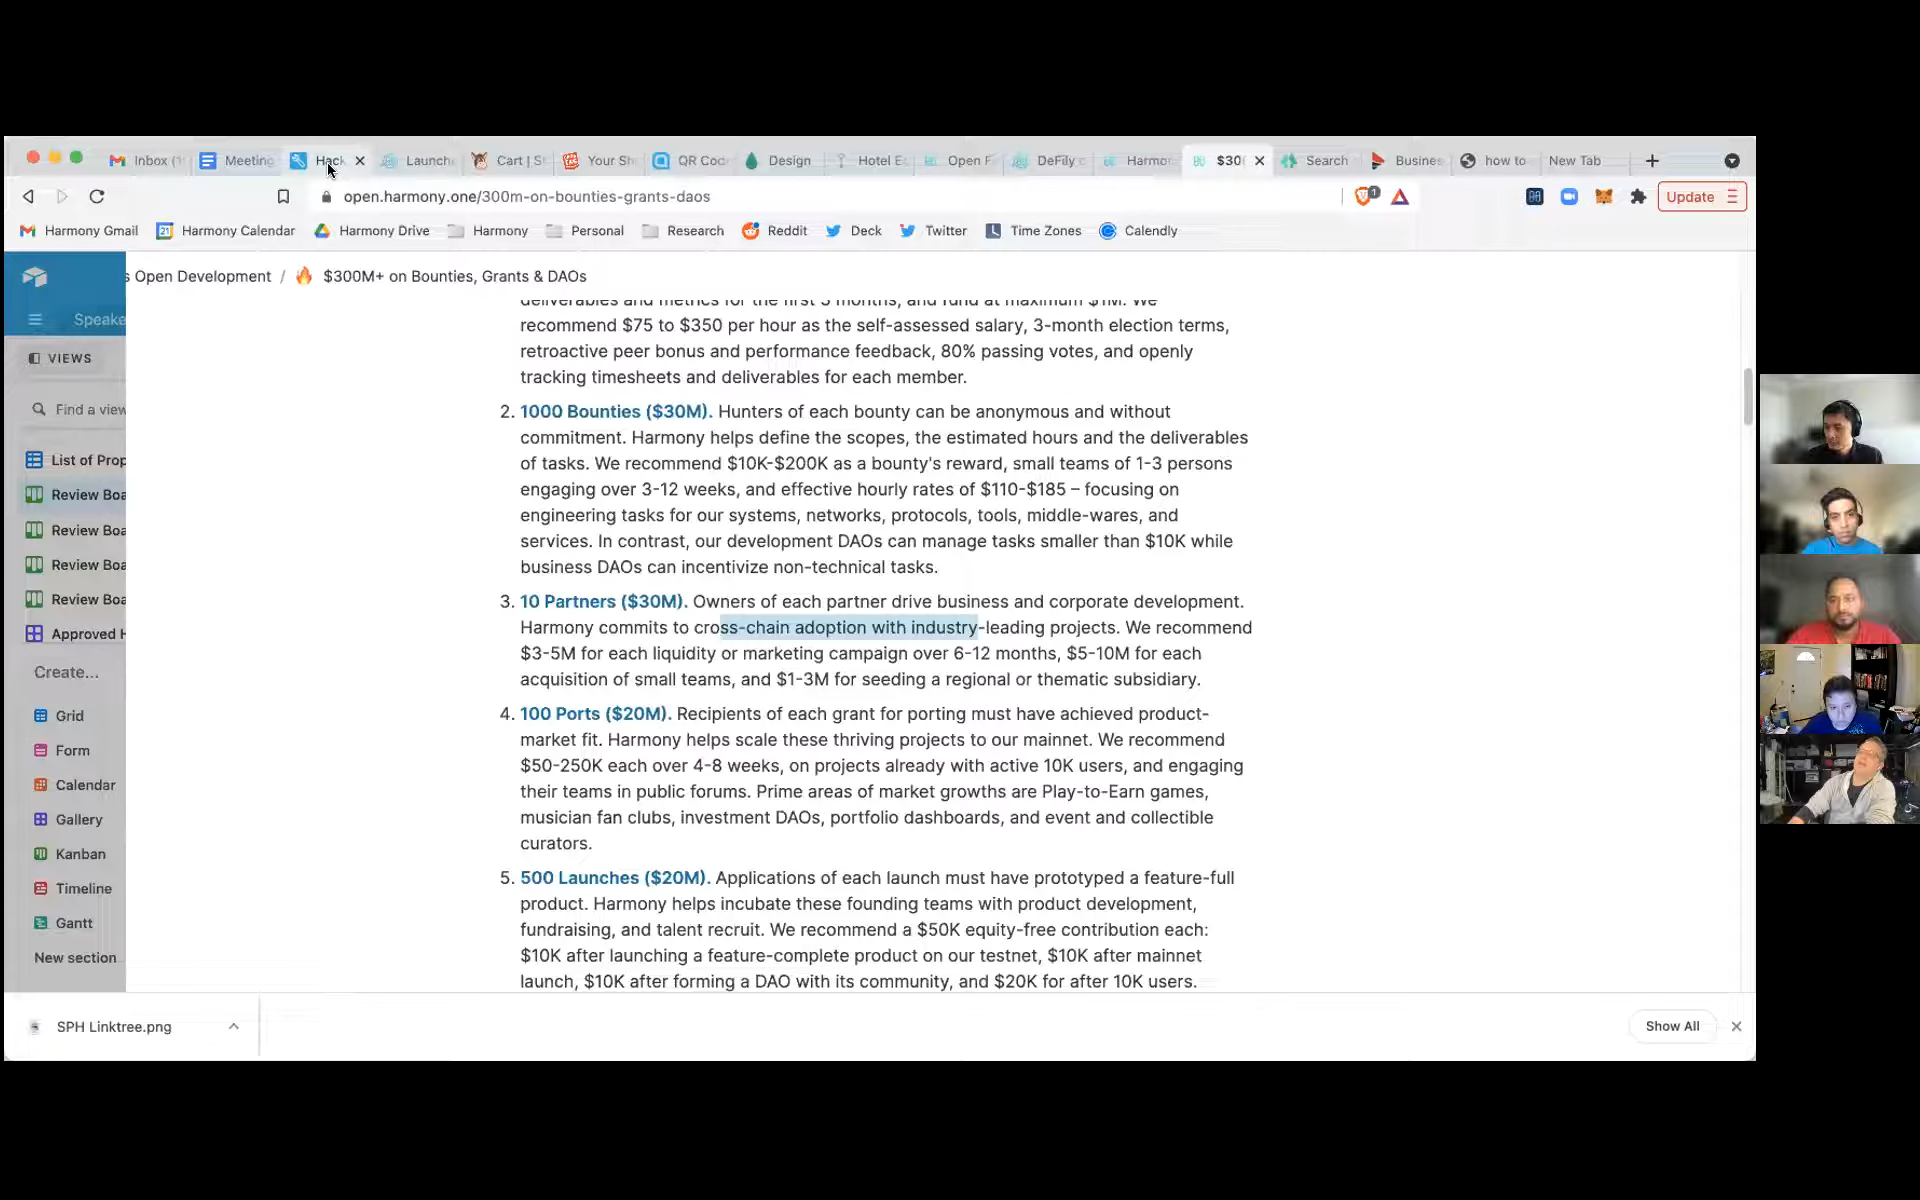 Inbox (1 Meeting Hack Launch Cart | S Your Sh QR Cod Design Hotel E Open F DeFily c Harmo $30 Search Busines how to New Tab
open.harmony.one/300m-on-bounties-grants-daos 1 Update
Harmony Gmail Harmony Calendar Harmony Drive Harmony Personal Research Reddit Deck Twitter Time Zones Calendly
s Open Development / $300M+ on Bounties, Grants & DAOs
Speake
VIEWS
Find a view
List of Prop
Review Boa
Review Boa
Review Boa
Review Boa
Approved H
Create...
Grid
Form
Calendar
Gallery
Kanban
Timeline
Gantt
New section
deliverables and metrics for the first 3 months, and fund at maximum $1M. We
recommend $75 to $350 per hour as the self-assessed salary, 3-month election terms,
retroactive peer bonus and performance feedback, 80% passing votes, and openly
tracking timesheets and deliverables for each member.
2. 1000 Bounties ($30M). Hunters of each bounty can be anonymous and without
commitment. Harmony helps define the scopes, the estimated hours and the deliverables
of tasks. We recommend $10K-$200K as a bounty's reward, small teams of 1-3 persons
engaging over 3-12 weeks, and effective hourly rates of $110-$185 – focusing on
engineering tasks for our systems, networks, protocols, tools, middle-wares, and
services. In contrast, our development DAOs can manage tasks smaller than $10K while
business DAOs can incentivize non-technical tasks.
3. 10 Partners ($30M). Owners of each partner drive business and corporate development.
Harmony commits to cross-chain adoption with industry-leading projects. We recommend
$3-5M for each liquidity or marketing campaign over 6-12 months, $5-10M for each
acquisition of small teams, and $1-3M for seeding a regional or thematic subsidiary.
4. 100 Ports ($20M). Recipients of each grant for porting must have achieved product-
market fit. Harmony helps scale these thriving projects to our mainnet. We recommend
$50-250K each over 4-8 weeks, on projects already with active 10K users, and engaging
their teams in public forums. Prime areas of market growths are Play-to-Earn games,
musician fan clubs, investment DAOs, portfolio dashboards, and event and collectible
curators.
5. 500 Launches ($20M). Applications of each launch must have prototyped a feature-full
product. Harmony helps incubate these founding teams with product development,
fundraising, and talent recruit. We recommend a $50K equity-free contribution each:
$10K after launching a feature-complete product on our testnet, $10K after mainnet
launch, $10K after forming a DAO with its community, and $20K for after 10K users.
SPH Linktree.png Show All